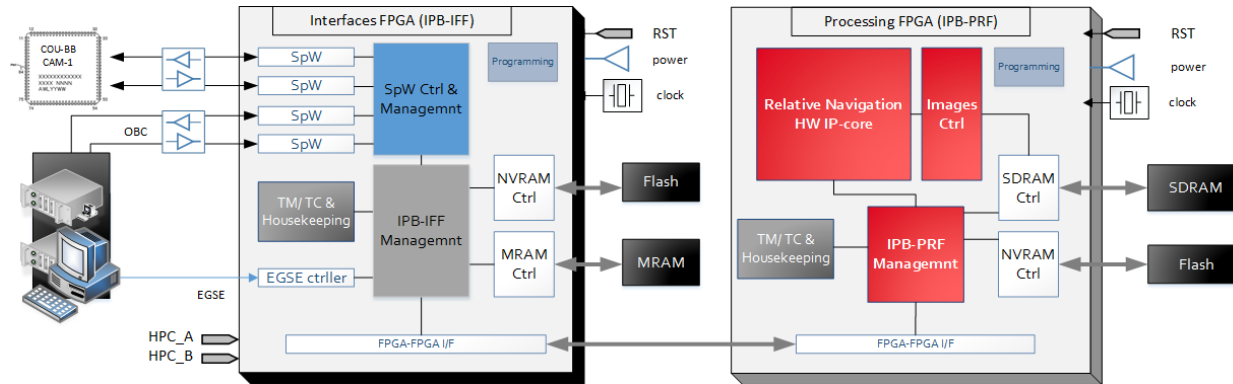 Interfaces FPGA (IPB-IFF)
COU-BB
CAM-1
XXXXXXXXXXXX
XXXX NNNN
SpW
SpW
SpW
SpW
SpW Ctrl &
Managemnt
Programming
RST
power
clock
OBC
TM/TC &
Housekeeping
IPB-IFF
Managemnt
NVRAM
Ctrl
Flash
MRAM
Ctrl
MRAM
EGSE ctrller
EGSE
HPC_A
HPC_B
FPGA-FPGA I/F
Processing FPGA (IPB-PRF)
Relative Navigation
HW IP-core
Images
Ctrl
Programming
RST
power
clock
SDRAM
Ctrl
SDRAM
TM/TC &
Housekeeping
IPB-PRF
Managemnt
NVRAM
Ctrl
Flash
FPGA-FPGA I/F